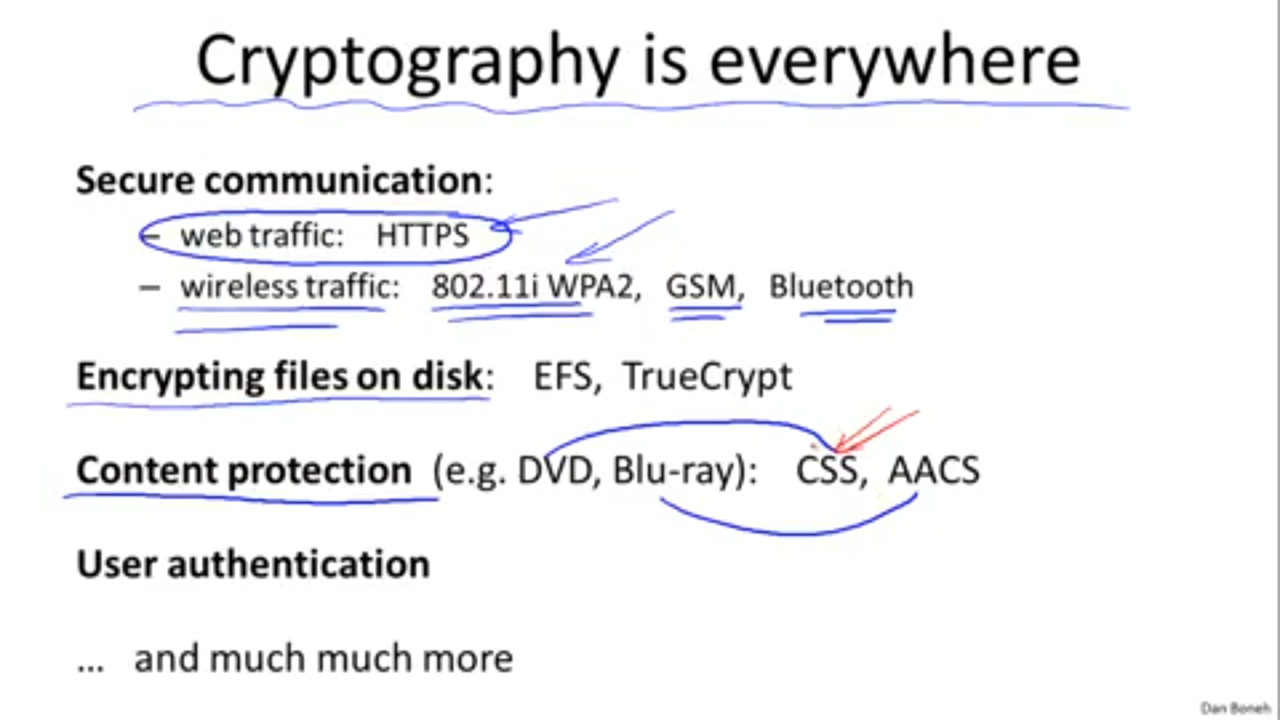 Cryptography is everywhere
Secure communication:
– web traffic: HTTPS
– wireless traffic: 802.11i WPA2, GSM, Bluetooth
Encrypting files on disk: EFS, TrueCrypt
Content protection (e.g. DVD, Blu-ray): CSS, AACS
User authentication
… and much much more
Dan Boneh